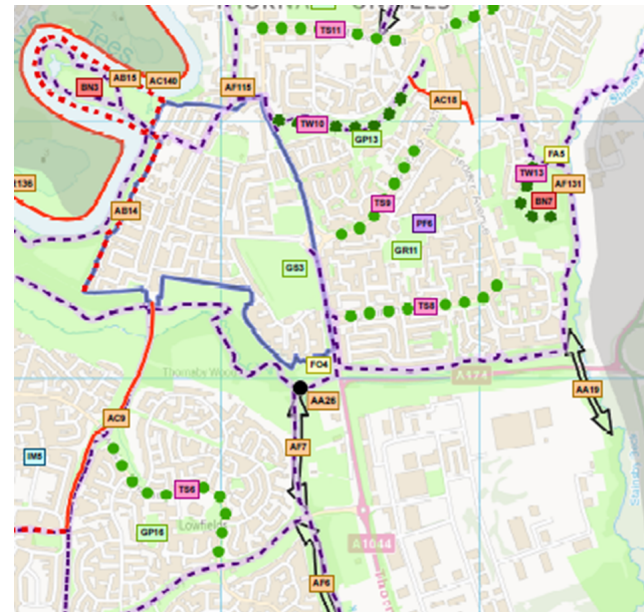 TS11
Tees
AB15
AC140
AF115
BN3
AC18
TW10
GP13
FA5
TW13
AF131
BN7
AB14
TS9
PF6
GR11
GS3
TS8
Thornaby Wood
FO4
A174
AA26
AA19
AC9
AF7
IM5
TS6
GP16
Lowfields
A1044
AF6